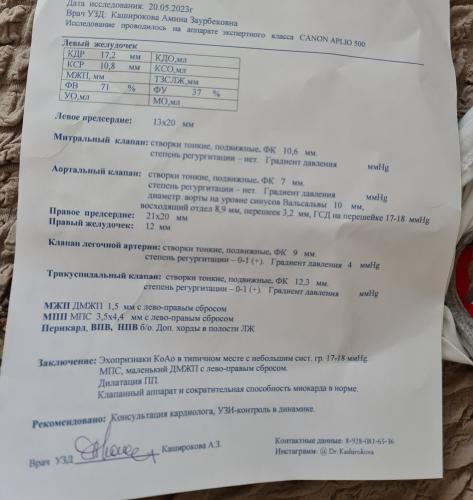 Дата исследования: 20.05.2023г
Врач УЗД: Каширокова Амина Заурбековна
Исследование проводилось на аппарате экспертного класса CANON APLIO 500
Левый желудочек
КДР 17,2 мм КДО,мл
КСР 10,8 мм КСО,мл
МЖП, мм ТЗСЛЖ,мм
ФВ 71 % ФУ 37 %
УО,мл МО,мл
Левое предсердие: 13х20 мм
Митральный клапан: створки тонкие, подвижные. ФК 10,6 мм.
степень регургитации – нет. Градиент давления ммHg
Аортальный клапан: створки тонкие, подвижные, ФК 7 мм.
степень регургитации – нет. Градиент давления ммHg
диаметр аорты на уровне синусов Вальсальвы 10 мм,
восходящий отдел 8,9 мм, перешеек 3,2 мм, ГСД на перешейке 17-18 ммHg
Правое предсердие: 21х20 мм
Правый желудочек: 12 мм
Клапан легочной артерии: створки тонкие, подвижные, ФК 9 мм.
степень регургитации – 0-1 (+). Градиент давления 4 ммHg
Трикуспидальный клапан: створки тонкие, подвижные, ФК 12,3 мм.
степень регургитации – 0-1 (+). Градиент давления ммHg
МЖП ДМЖП 1,5 мм с лево-правым сбросом
МПП МПС 3,5х4,4 мм с лево-правым сбросом
Перикард, ВПВ, НПВ б/о. Доп. хорды в полости ЛЖ
Заключение: Эхопризнаки КоАо в типичном месте с небольшим сист. гр. 17-18 ммHg.
МПС, маленький ДМЖП с лево-правым сбросом.
Дилатация ПП.
Клапанный аппарат и сократительная способность миокарда в норме.
Рекомендовано: Консультация кардиолога, УЗИ-контроль в динамике.
Врач УЗД Каширокова А.З.
Контактные данные: 8-928-081-65-36
Инстаграмм: @ Dr.Kashirokova